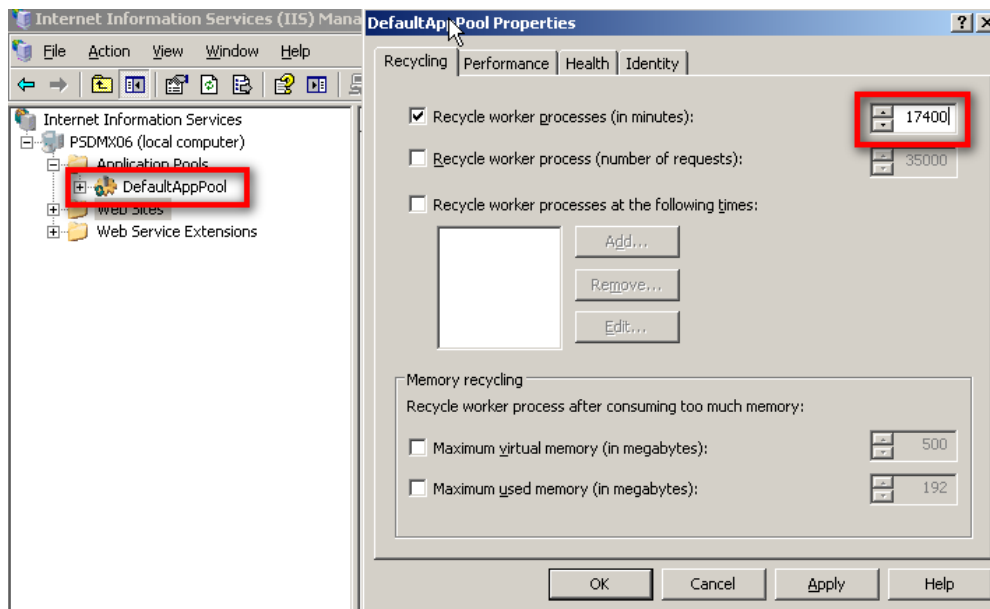 Internet Information Services (IIS) Mana
File Action View Window Help
Internet Information Services
PSDMX06 (local computer)
Application Pools
DefaultAppPool
Web Sites
Web Service Extensions
DefaultAppPool Properties
Recycling Performance Health Identity
Recycle worker processes (in minutes): 17400
Recycle worker process (number of requests): 35000
Recycle worker processes at the following times:
Add...
Remove...
Edit...
Memory recycling
Recycle worker process after consuming too much memory:
Maximum virtual memory (in megabytes): 500
Maximum used memory (in megabytes): 192
OK Cancel Apply Help